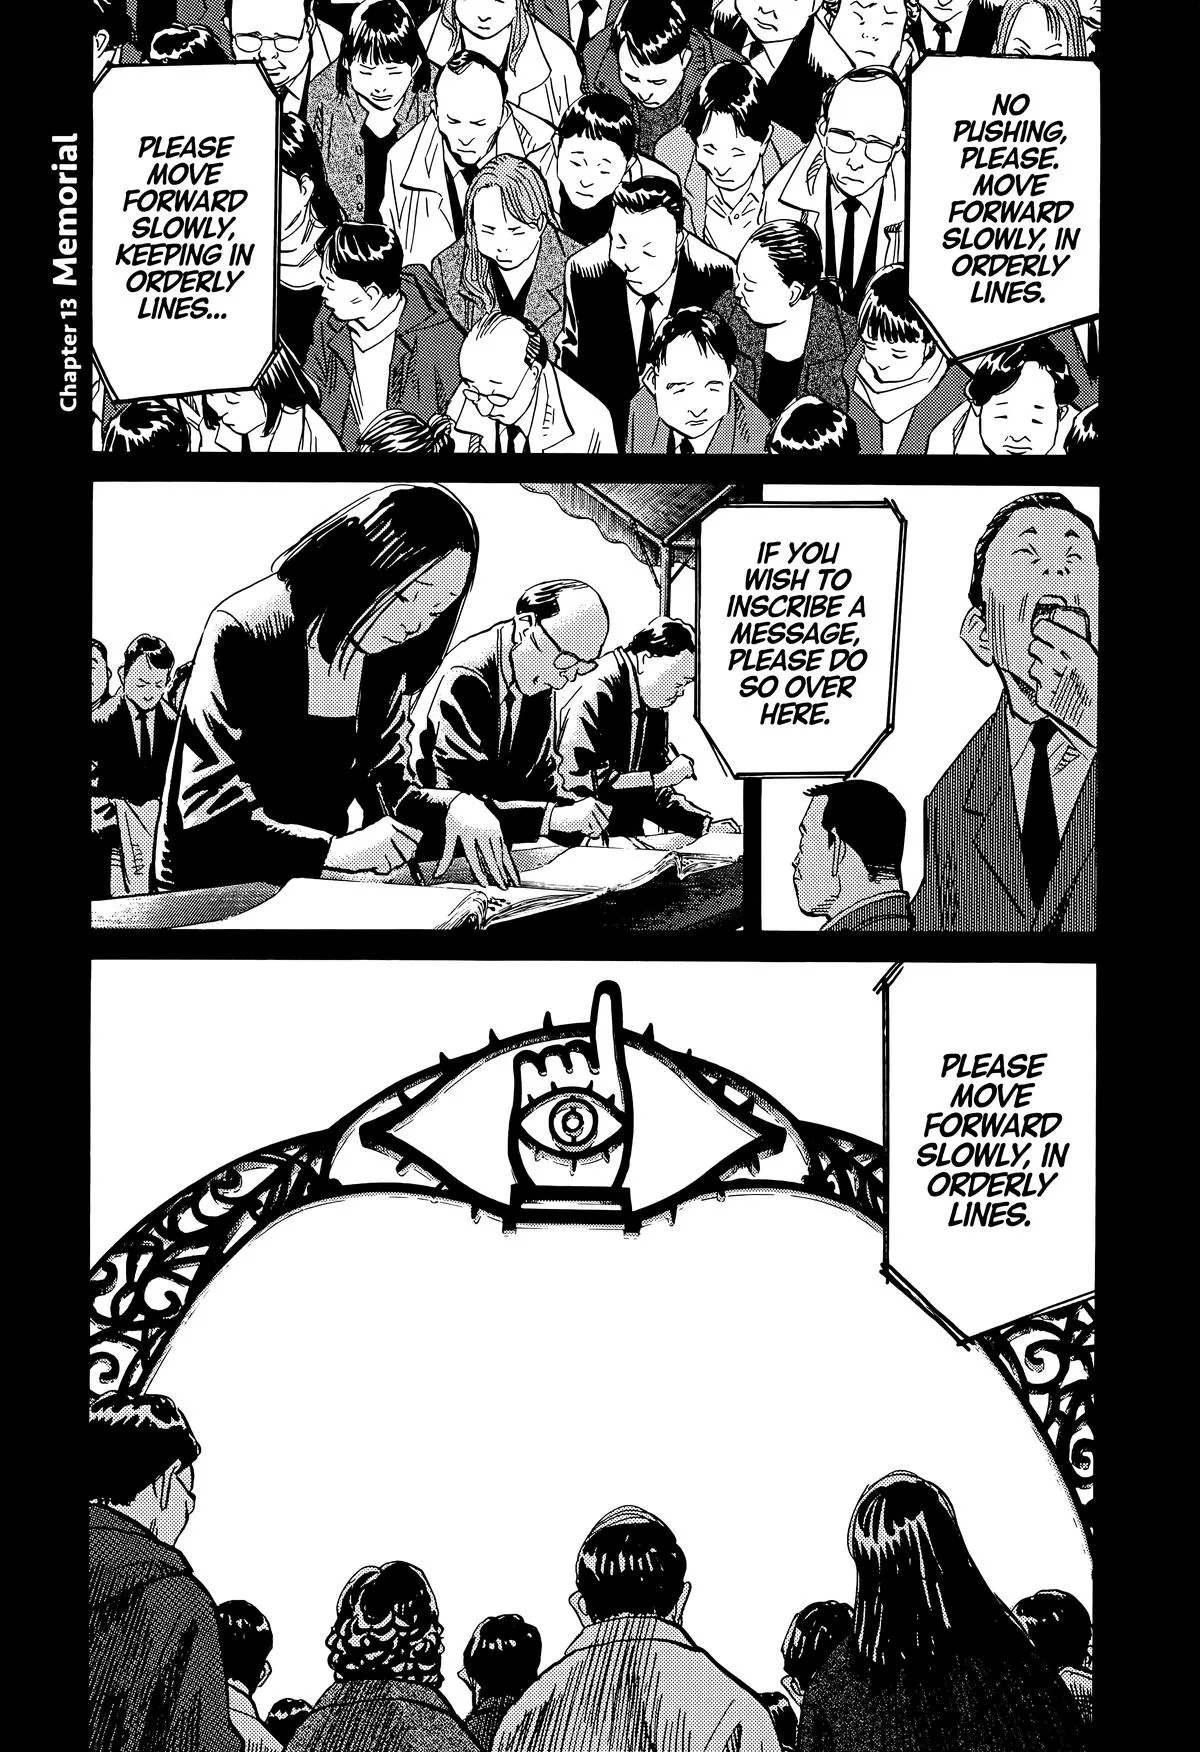 Chapter 13 Memorial
NO
PUSHING,
PLEASE.
MOVE
FORWARD
SLOWLY, IN
ORDERLY
LINES.
PLEASE
MOVE
FORWARD
SLOWLY,
KEEPING IN
ORDERLY
LINES...
IF YOU
WISH TO
INSCRIBE A
MESSAGE,
PLEASE DO
SO OVER
HERE.
PLEASE
MOVE
FORWARD
SLOWLY, IN
ORDERLY
LINES.